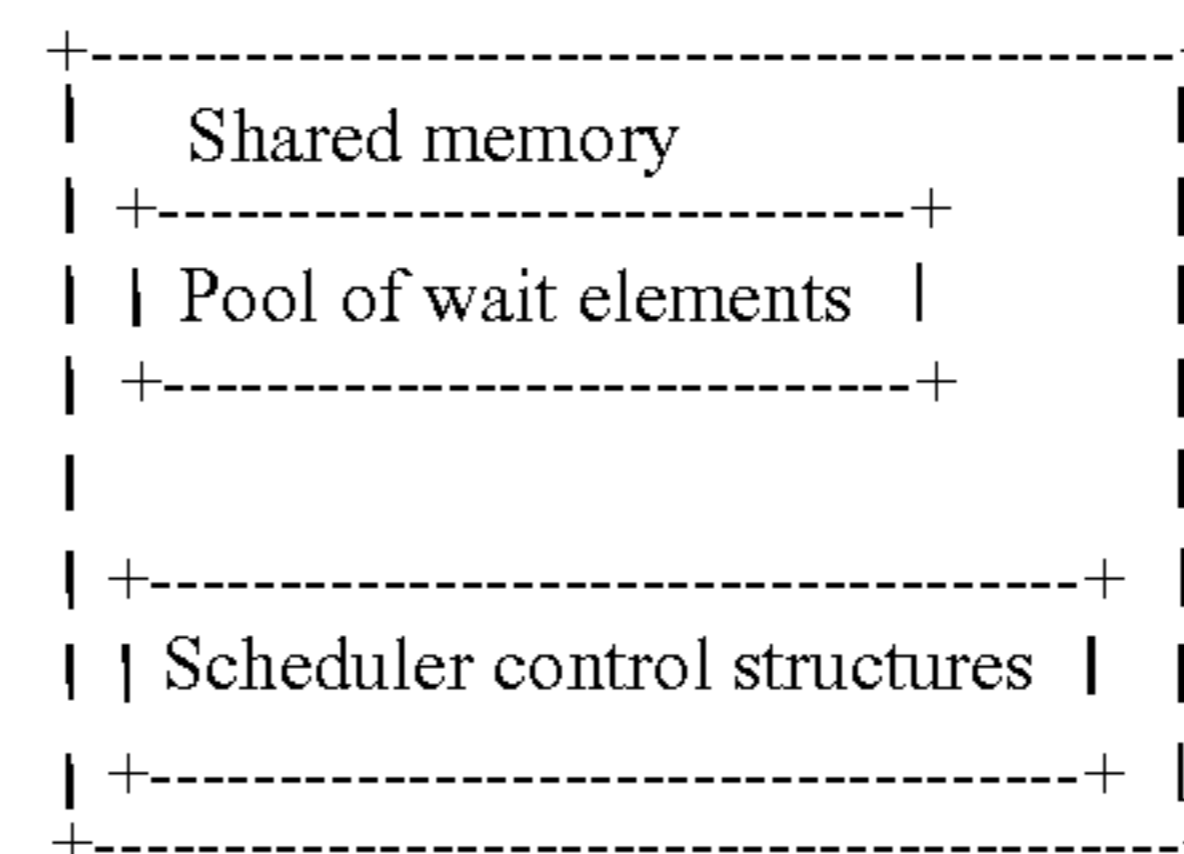 Shared memory
Pool of wait elements
Scheduler control structures